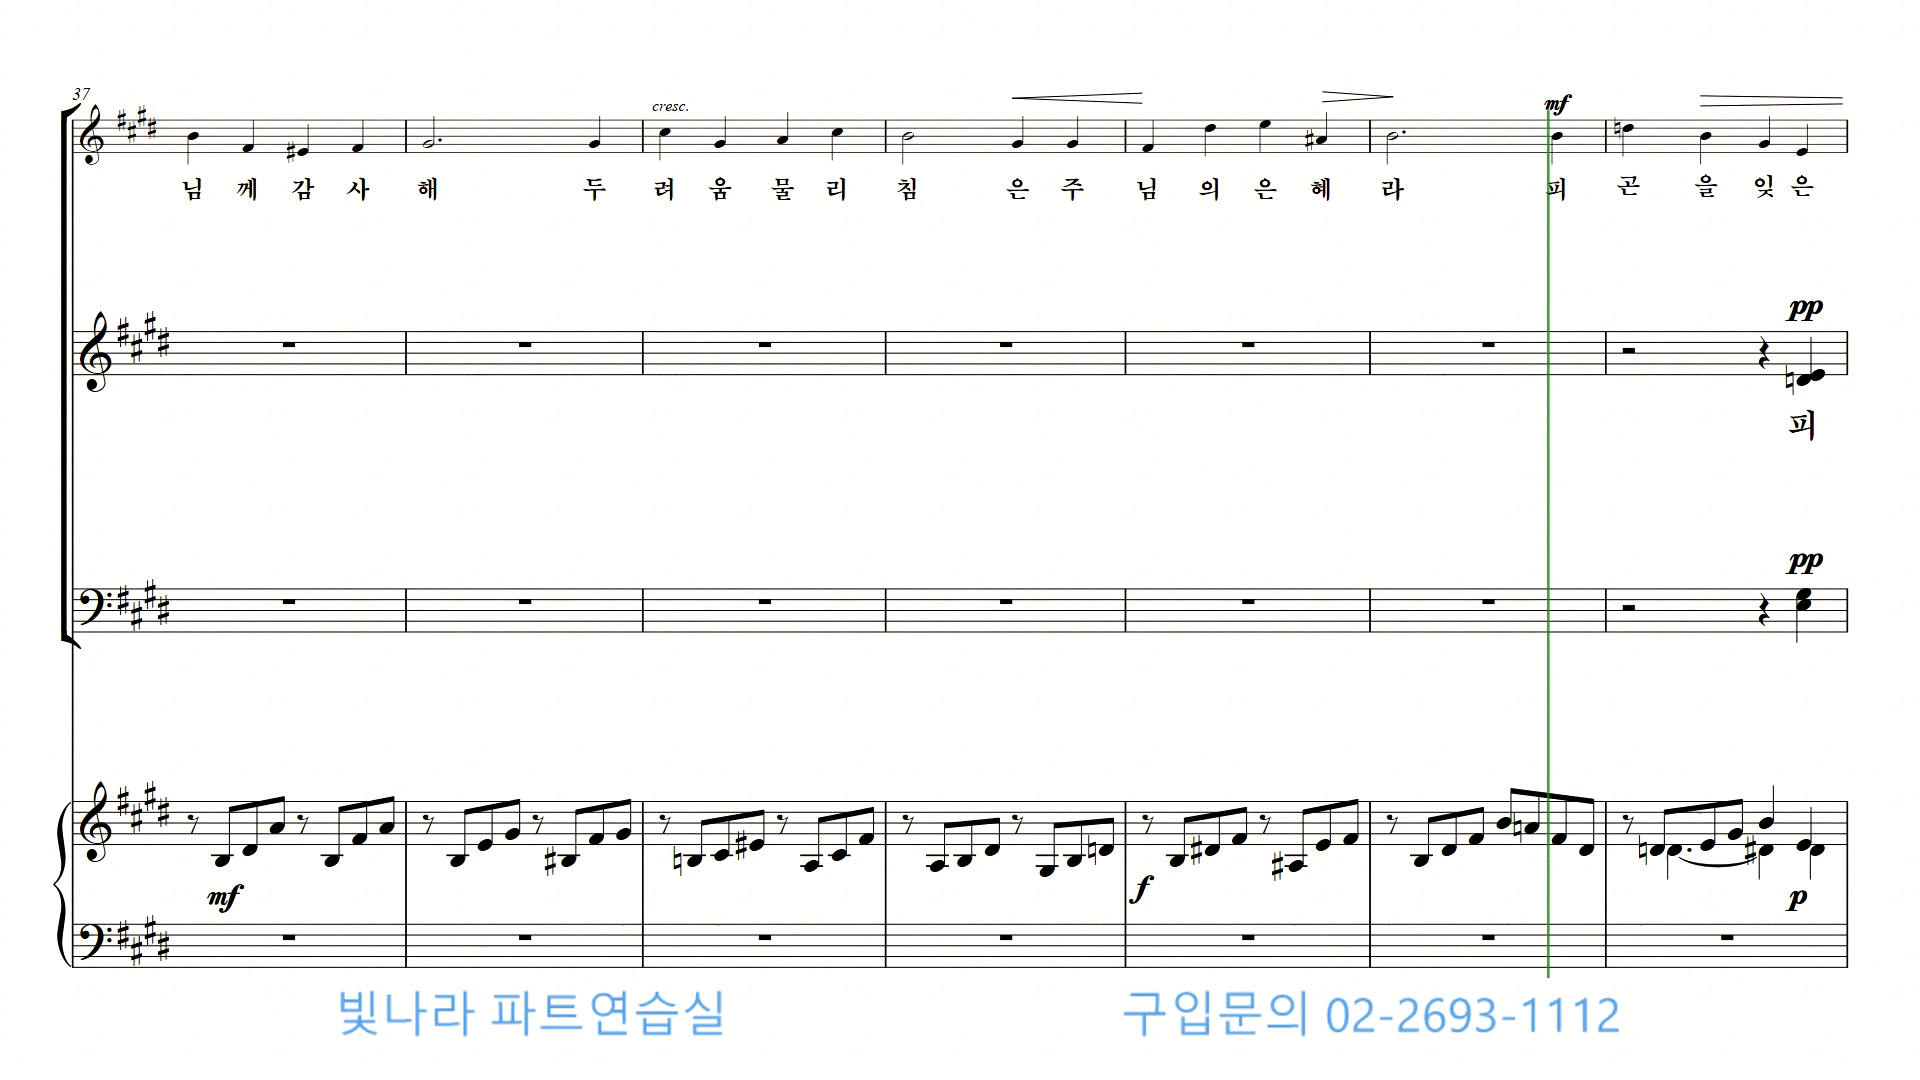 37
cresc.
mf
님 께 감 사 해 두 려 움 물 리 침 은 주 님 의 은 혜 라 피 곤 을 잊 은
pp
피
pp
mf f p
빛나라 파트연습실 구입문의 02-2693-1112